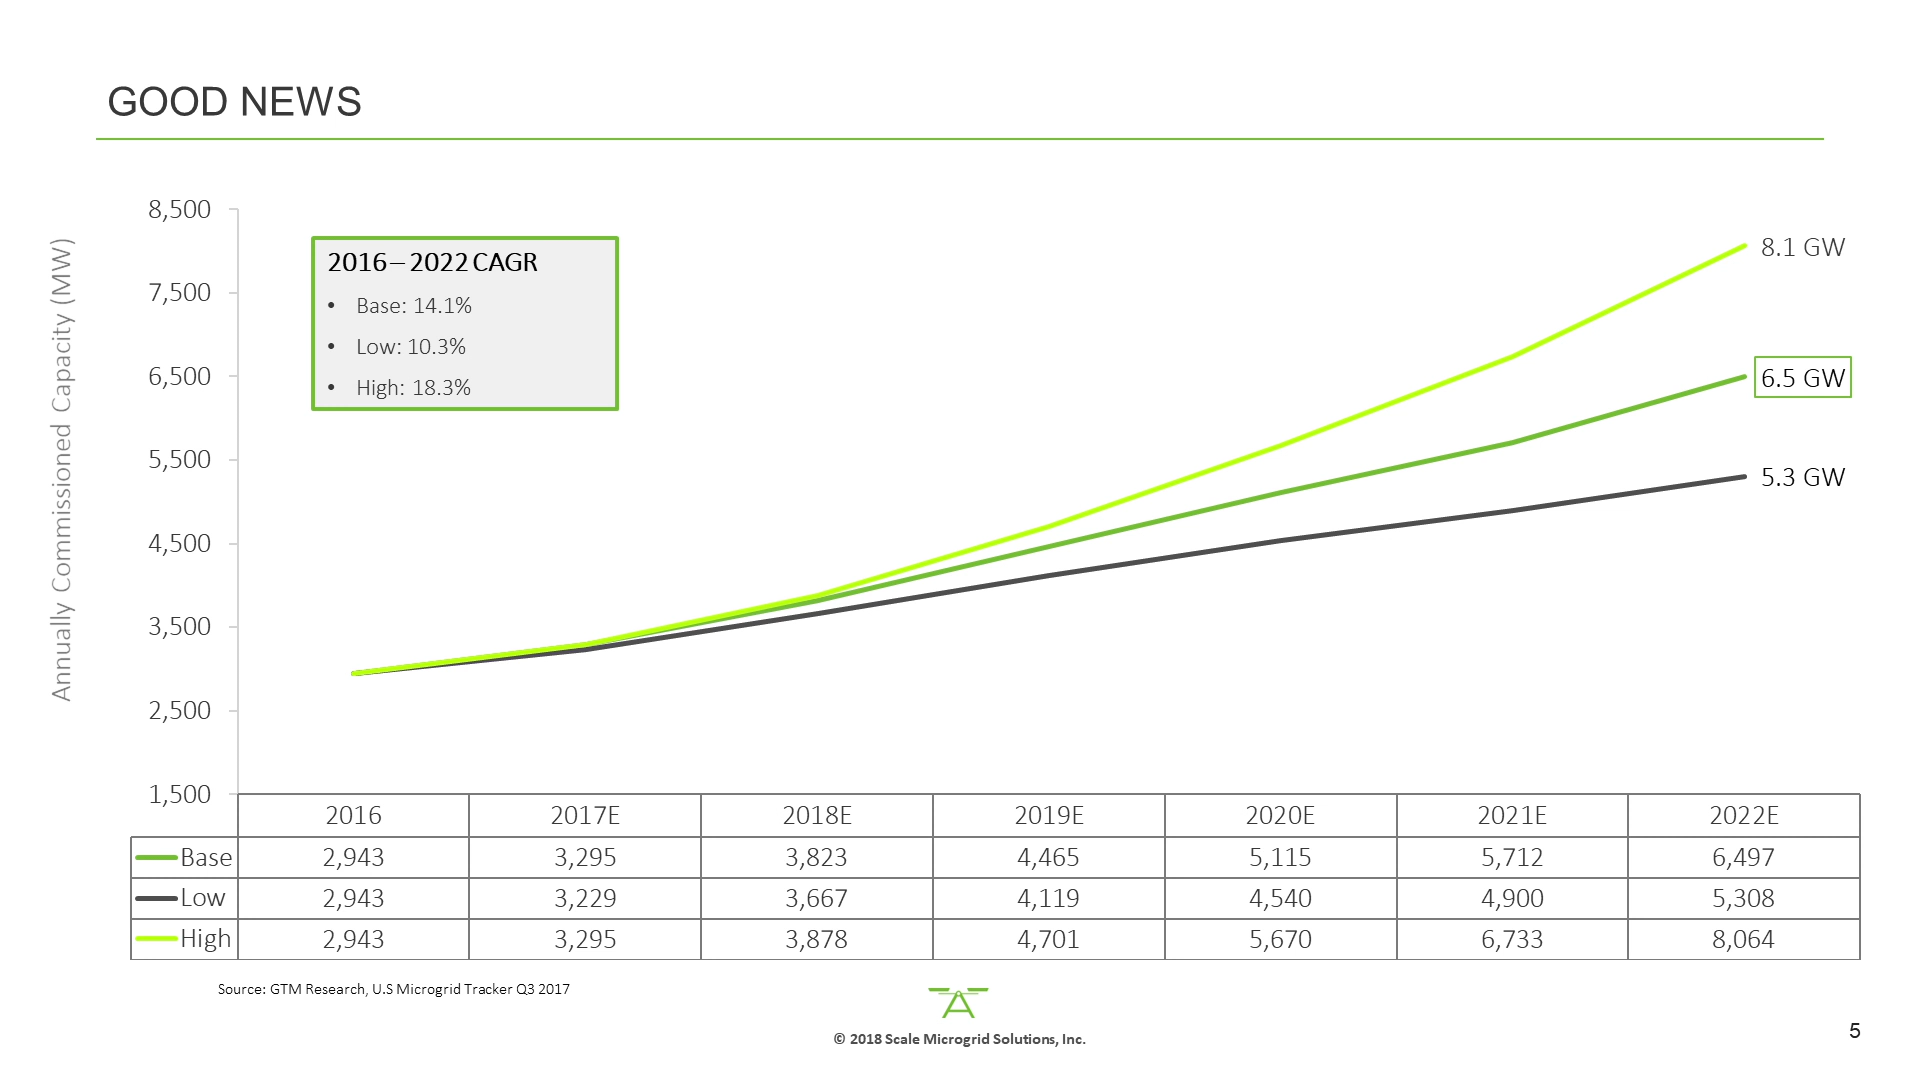 GOOD NEWS
Annually Commissioned Capacity (MW)
8,500
7,500
6,500
5,500
4,500
3,500
2,500
1,500
2016 – 2022 CAGR
• Base: 14.1%
• Low: 10.3%
• High: 18.3%
8.1 GW
6.5 GW
5.3 GW
2016 2017E 2018E 2019E 2020E 2021E 2022E
Base 2,943 3,295 3,823 4,465 5,115 5,712 6,497
Low 2,943 3,229 3,667 4,119 4,540 4,900 5,308
High 2,943 3,295 3,878 4,701 5,670 6,733 8,064
Source: GTM Research, U.S Microgrid Tracker Q3 2017
© 2018 Scale Microgrid Solutions, Inc.
5